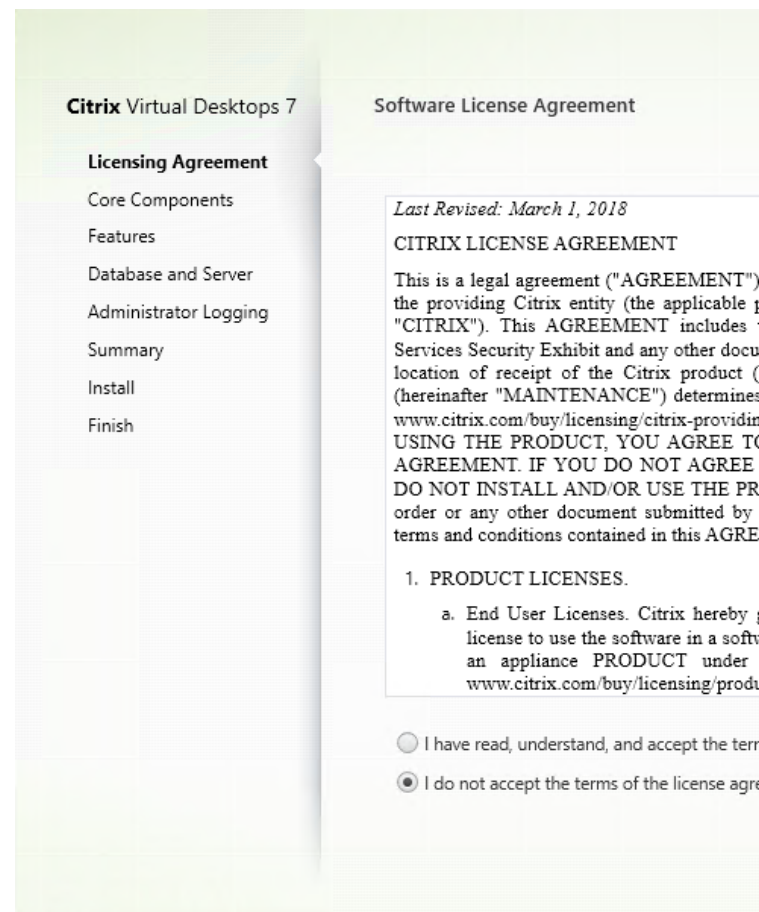 Citrix Virtual Desktops 7
Licensing Agreement
Core Components
Features
Database and Server
Administrator Logging
Summary
Install
Finish
Software License Agreement
Last Revised: March 1, 2018
CITRIX LICENSE AGREEMENT
This is a legal agreement ("AGREEMENT")
the providing Citrix entity (the applicable
"CITRIX"). This AGREEMENT includes
Services Security Exhibit and any other docu
location of receipt of the Citrix product (
(hereinafter "MAINTENANCE") determines
www.citrix.com/buy/licensing/citrix-providin
USING THE PRODUCT, YOU AGREE TO
AGREEMENT. IF YOU DO NOT AGREE
DO NOT INSTALL AND/OR USE THE PR
order or any other document submitted by
terms and conditions contained in this AGRE
1. PRODUCT LICENSES.
a. End User Licenses. Citrix hereby
license to use the software in a softw
an appliance PRODUCT under
www.citrix.com/buy/licensing/produ
I have read, understand, and accept the terr
I do not accept the terms of the license agre